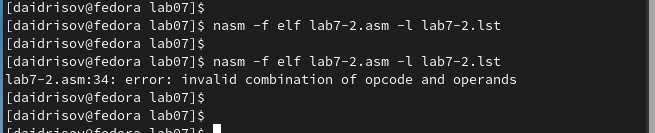 [daidrisov@fedora lab07]$
[daidrisov@fedora lab07]$ nasm -f elf lab7-2.asm -l lab7-2.lst
[daidrisov@fedora lab07]$
[daidrisov@fedora lab07]$ nasm -f elf lab7-2.asm -l lab7-2.lst
lab7-2.asm:34: error: invalid combination of opcode and operands
[daidrisov@fedora lab07]$
[daidrisov@fedora lab07]$
[daidrisov@fedora lab07]$